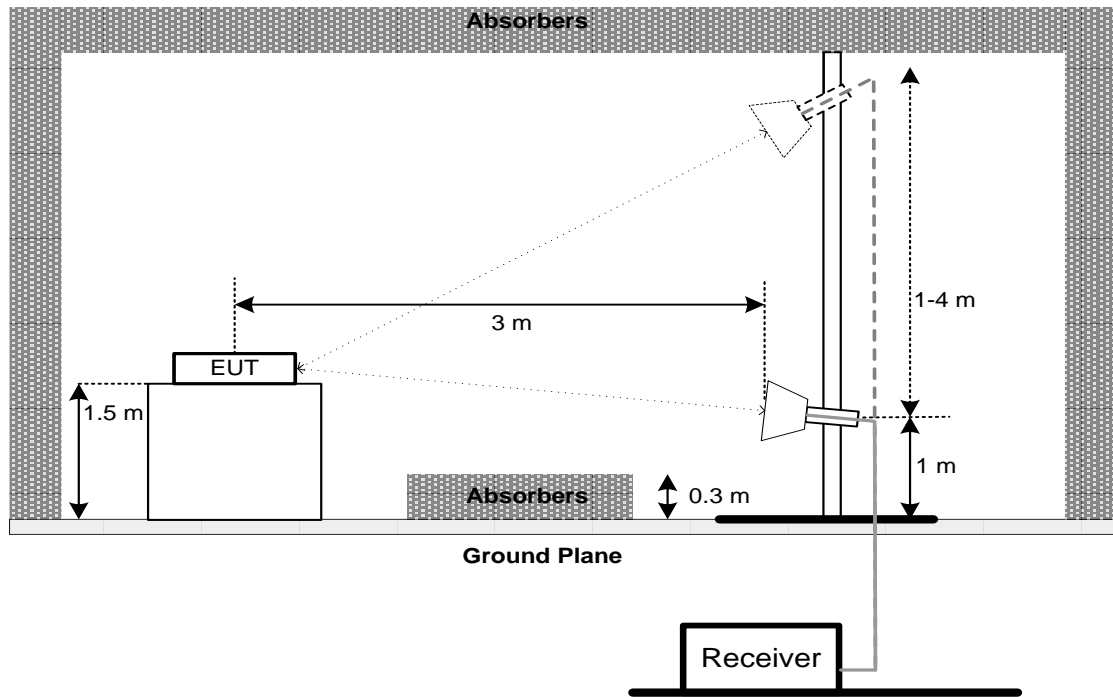 Absorbers
1-4 m
3 m
EUT
1.5 m
1 m
Absorbers
0.3 m
Ground Plane
Receiver